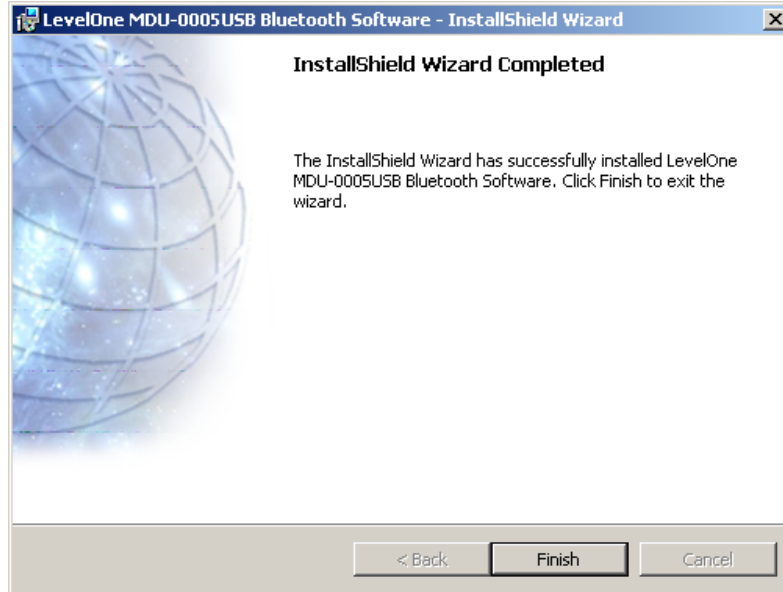 LevelOne MDU-0005USB Bluetooth Software - InstallShield Wizard
InstallShield Wizard Completed
The InstallShield Wizard has successfully installed LevelOne
MDU-0005USB Bluetooth Software. Click Finish to exit the
wizard.
< Back
Finish
Cancel